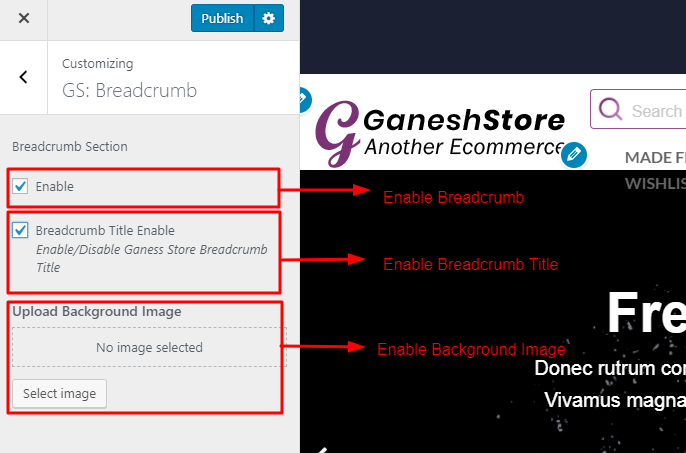 Publish
Customizing
GS: Breadcrumb
Breadcrumb Section
Enable
Breadcrumb Title Enable
Enable/Disable Ganess Store Breadcrumb
Title
Upload Background Image
No image selected
Select image
GaneshStore
Another Ecommerce
Search
MADE F
WISHLIS
Enable Breadcrumb
Enable Breadcrumb Title
Enable Background Image
Fre
Donec rutrum con
Vivamus magna